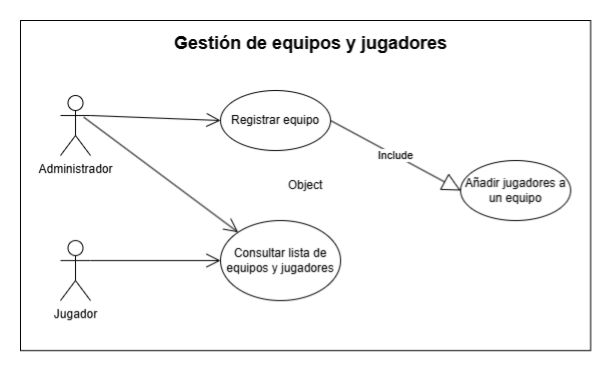 Gestión de equipos y jugadores
Registrar equipo
Include
Administrador
Añadir jugadores a
un equipo
Object
Consultar lista de
equipos y jugadores
Jugador